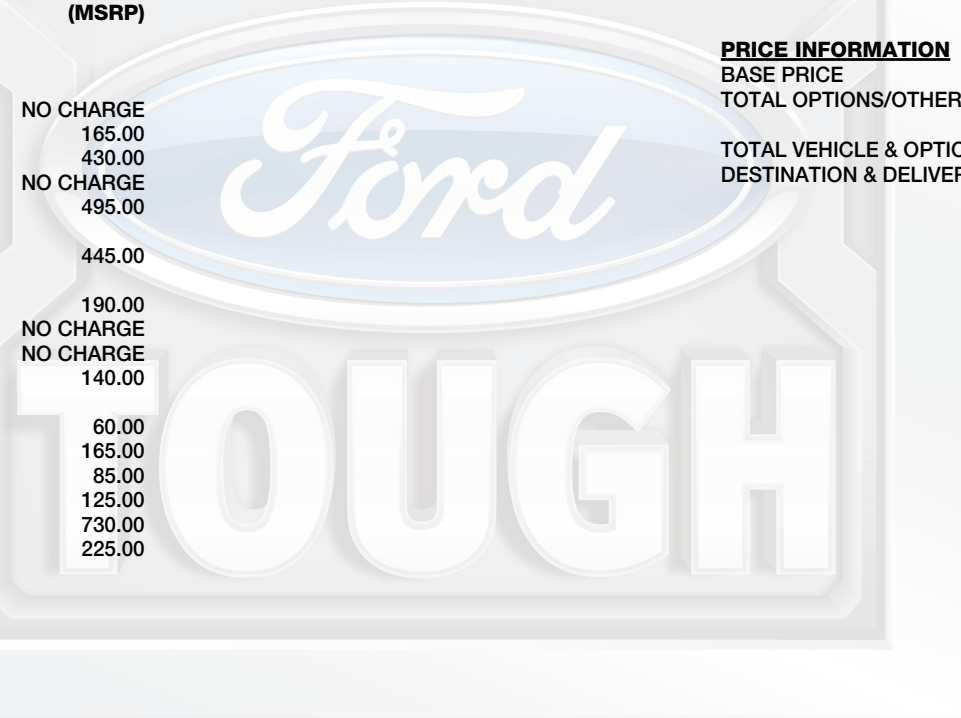 (MSRP)
NO CHARGE
165.00
430.00
NO CHARGE
495.00
445.00
190.00
NO CHARGE
NO CHARGE
140.00
60.00
165.00
85.00
125.00
730.00
225.00
PRICE INFORMATION
BASE PRICE
TOTAL OPTIONS/OTHER
TOTAL VEHICLE & OPTIO
DESTINATION & DELIVER
Ford
TOUGH